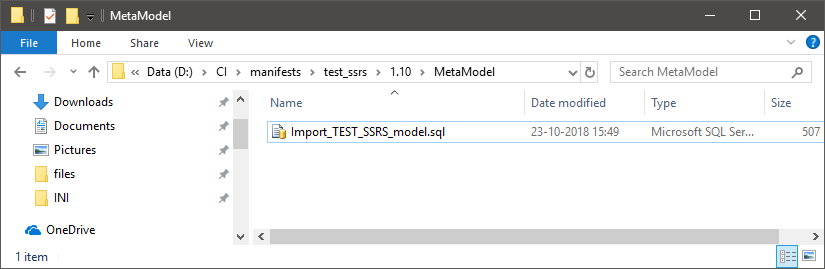 MetaModel
File Home Share View
« Data (D:) > CI > manifests > test_ssrs > 1.10 > MetaModel Search MetaModel
Name Date modified Type Size
Downloads
Import_TEST_SSRS_model.sql 23-10-2018 15:49 Microsoft SQL Ser... 507
Documents
Pictures
files
INI
OneDrive
1 item